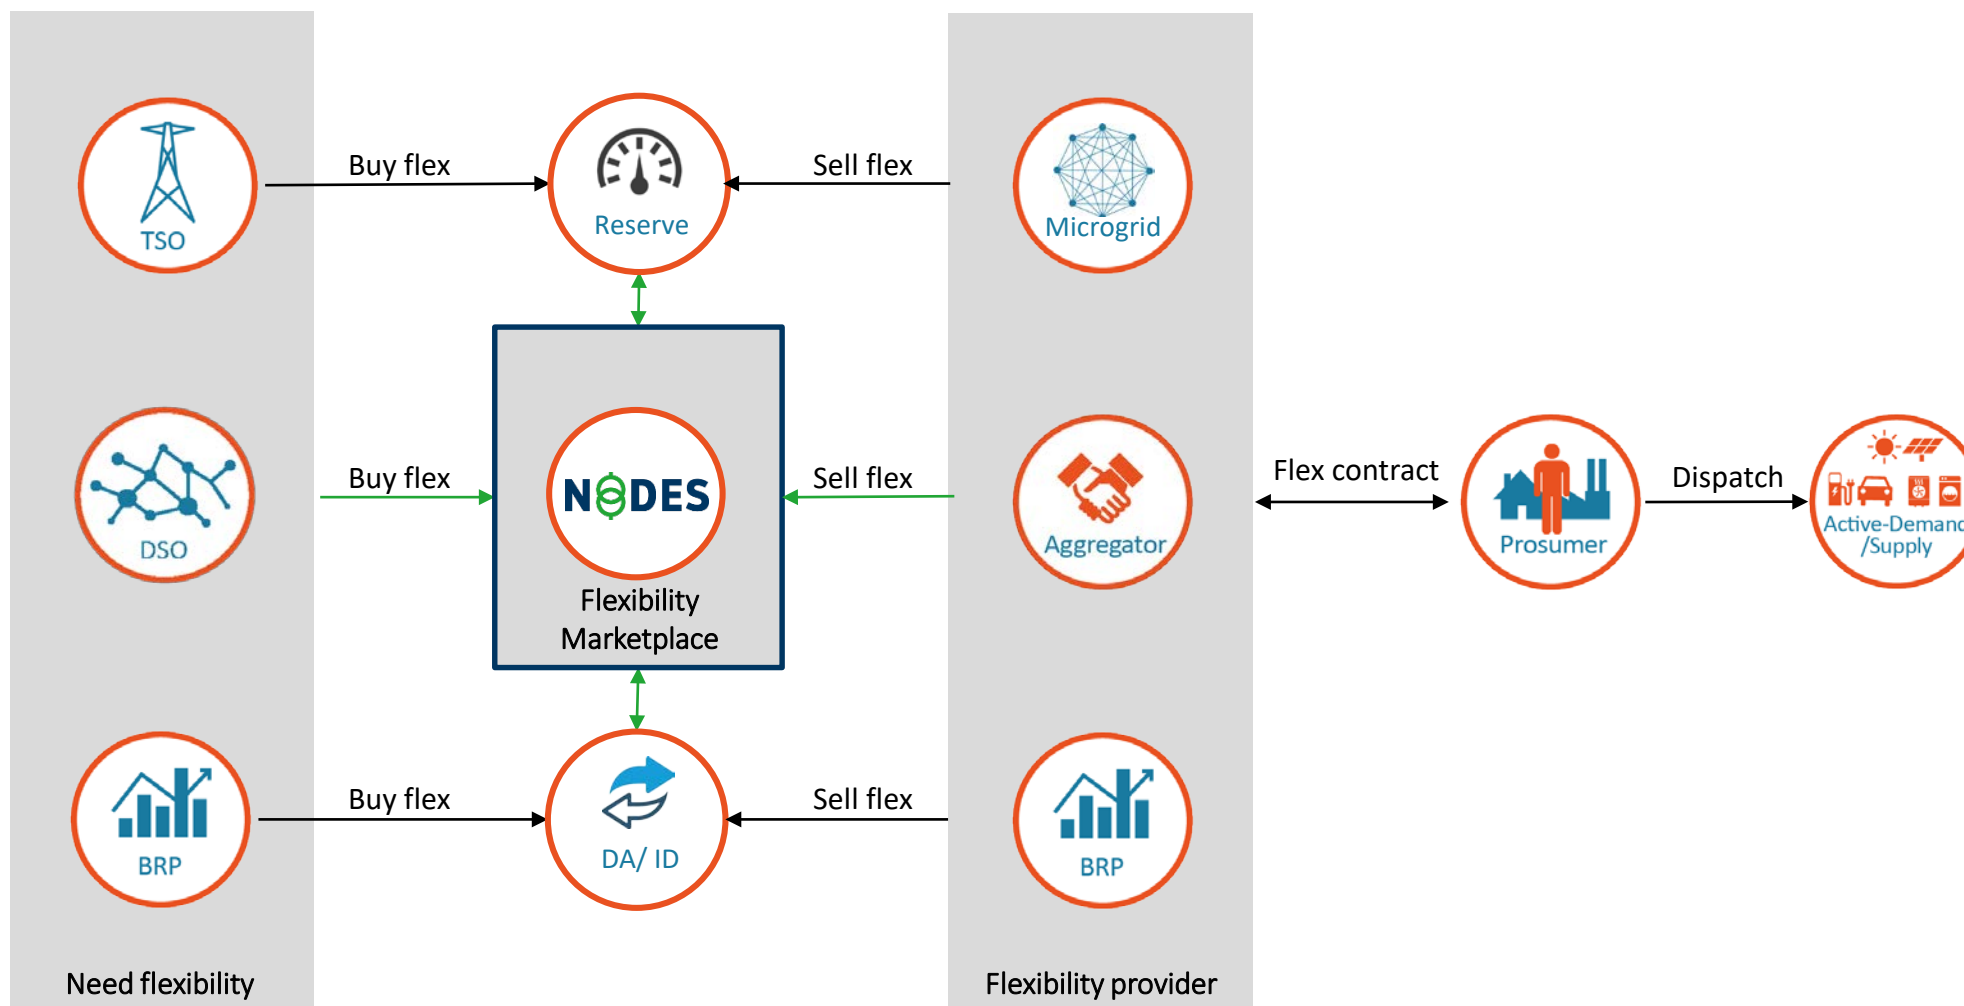 TSO
Buy flex
Reserve
Sell flex
Microgrid
DSO
Buy flex
NODES
Flexibility
Marketplace
Sell flex
Aggregator
Flex contract
Prosumer
Dispatch
Active-Demand
/Supply
BRP
Buy flex
DA/ ID
Sell flex
BRP
Need flexibility
Flexibility provider